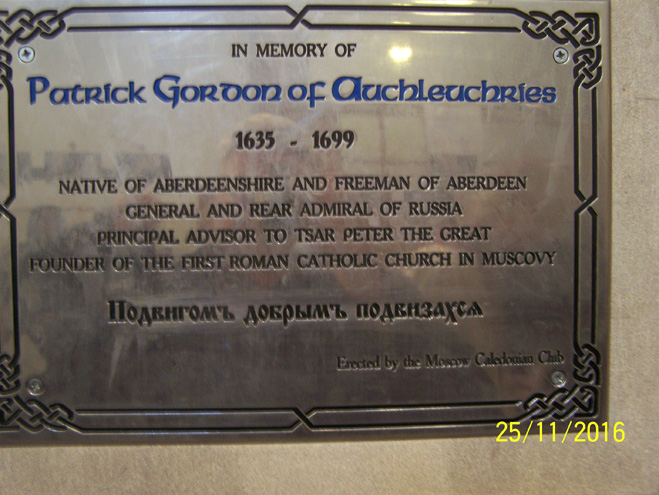 IN MEMORY OF
Patrick Gordon of Auchleuchries
1635 - 1699
NATIVE OF ABERDEENSHIRE AND FREEMAN OF ABERDEEN
GENERAL AND REAR ADMIRAL OF RUSSIA
PRINCIPAL ADVISOR TO TSAR PETER THE GREAT
FOUNDER OF THE FIRST ROMAN CATHOLIC CHURCH IN MUSCOVY
Подвигомъ добрымъ подвизахсѧ
Erected by the Moscow Caledonian Club
25/11/2016